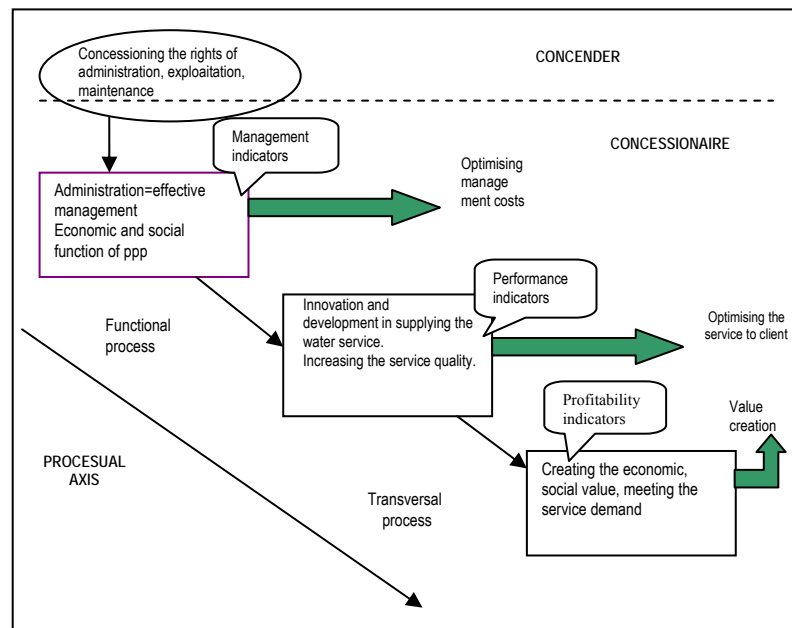 Concessioning the rights of
administration, exploaitation,
maintenance
CONCENDER
Management
indicators
CONCESSIONAIRE
Optimising
manage
ment costs
Administration=effective
management
Economic and social
function of ppp
Performance
indicators
Innovation and
development in supplying the
water service.
Increasing the service quality.
Functional
process
Optimising the
service to client
Profitability
indicators
Value
creation
PROCESUAL
AXIS
Creating the economic,
social value, meeting the
service demand
Transversal
process